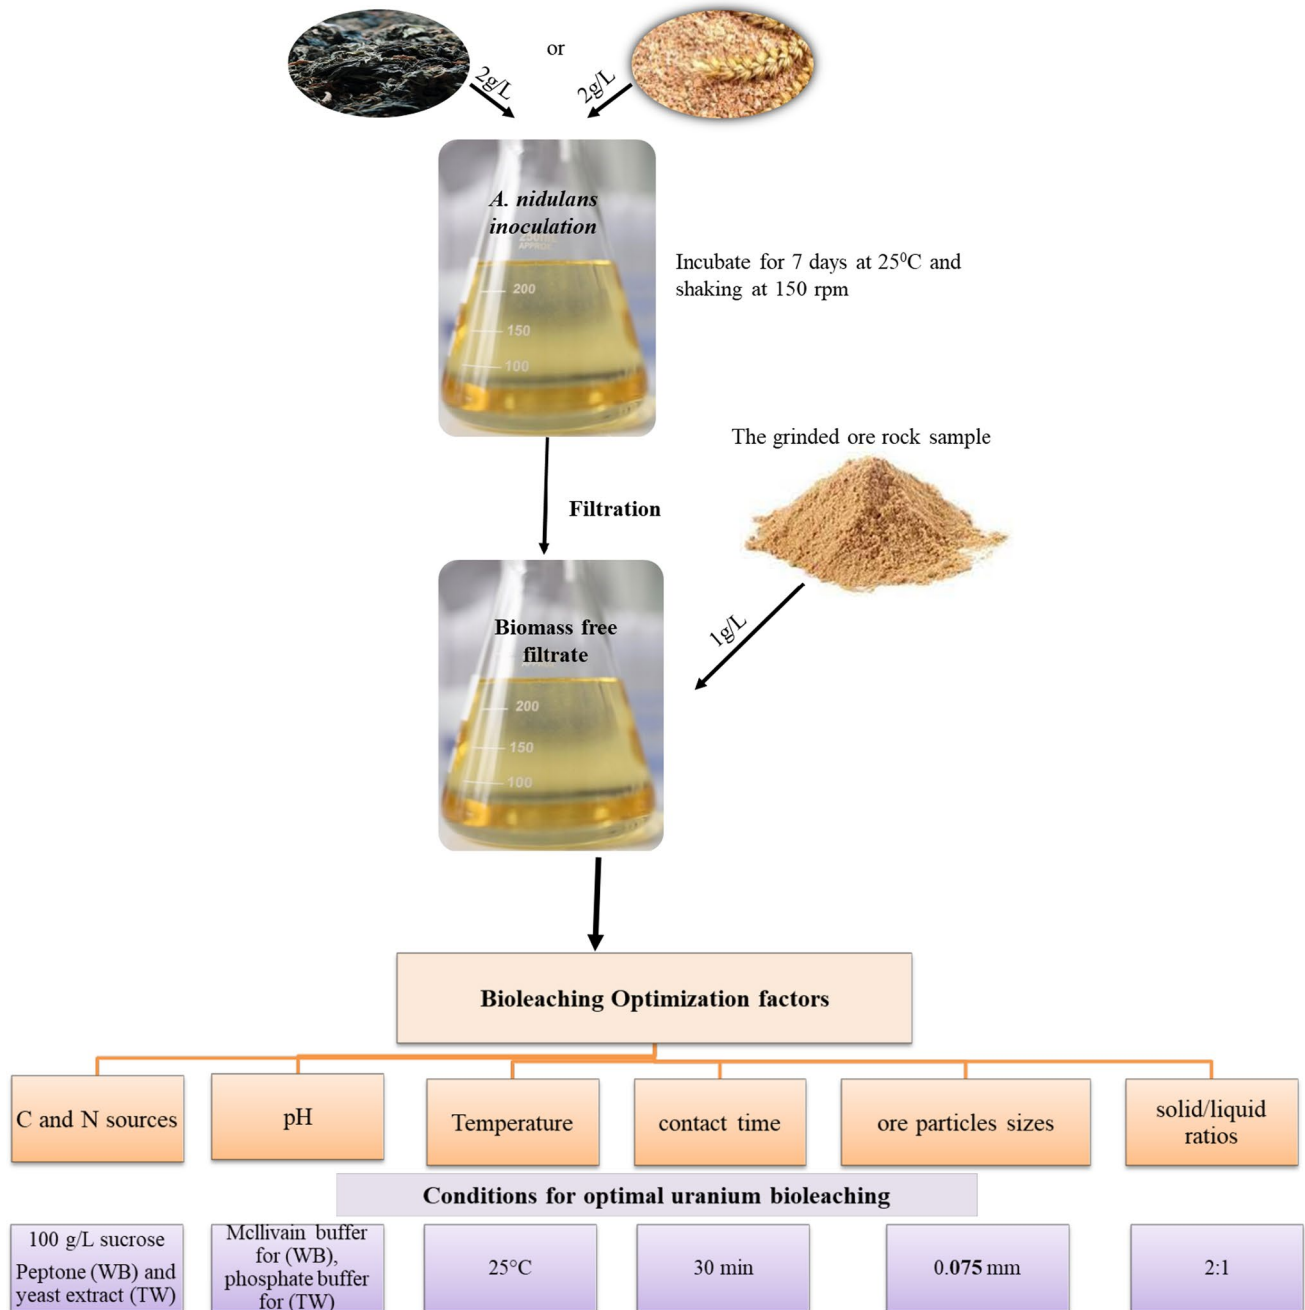 or
2g/L
2g/L
A. nidulans
inoculation
APPROX
200
150
100
Incubate for 7 days at 25⁰C and
shaking at 150 rpm
The grinded ore rock sample
Filtration
1g/L
Biomass free
filtrate
200
150
100
Bioleaching Optimization factors
C and N sources
pH
Temperature
contact time
ore particles sizes
solid/liquid
ratios
Conditions for optimal uranium bioleaching
100 g/L sucrose
Peptone (WB) and
yeast extract (TW)
Mcllivain buffer
for (WB),
phosphate buffer
for (TW)
25°C
30 min
0.075 mm
2:1